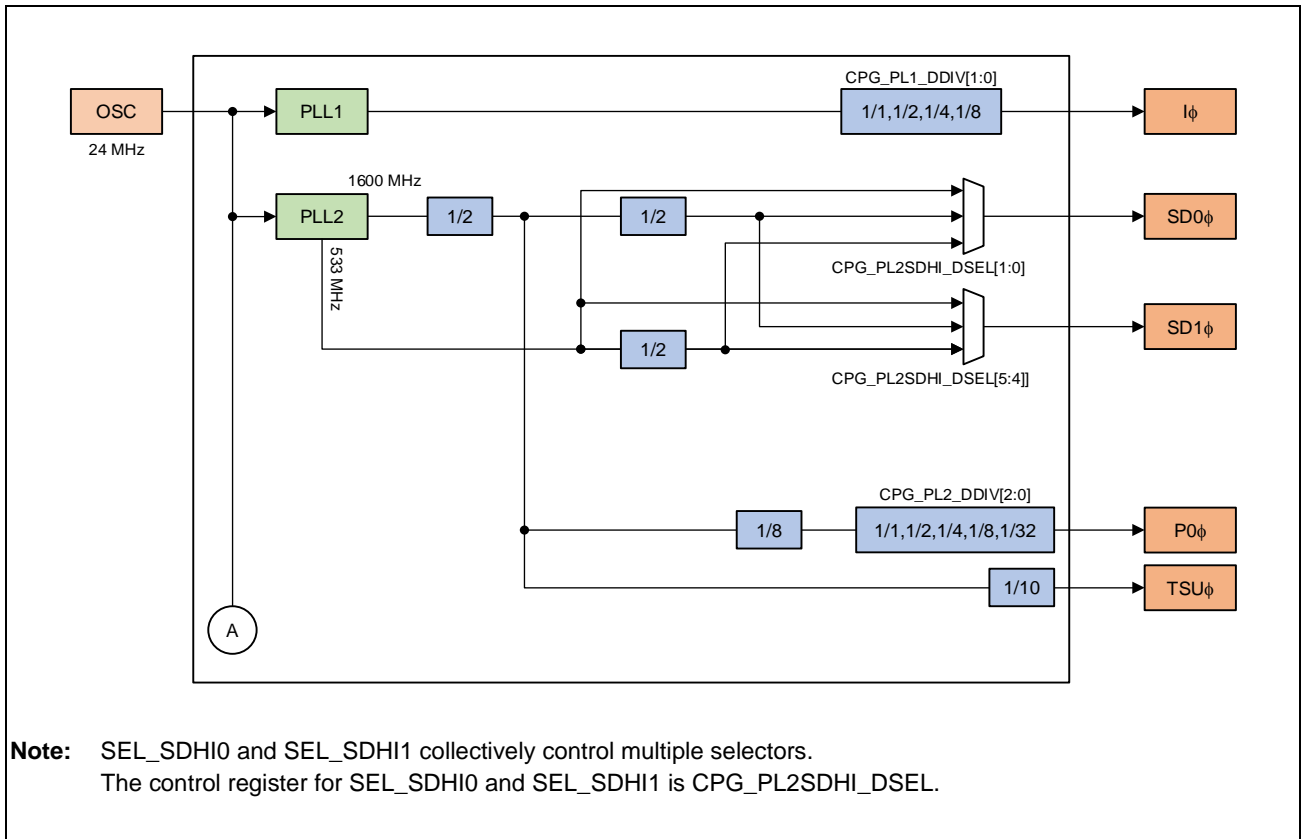 CPG_PL1_DDIV[1:0]
OSC
PLL1
1/1,1/2,1/4,1/8
Iϕ
24 MHz
1600 MHz
PLL2
1/2
1/2
SD0ϕ
533 MHz
CPG_PL2SDHI_DSEL[1:0]
SD1ϕ
1/2
CPG_PL2SDHI_DSEL[5:4]]
CPG_PL2_DDIV[2:0]
1/8
1/1,1/2,1/4,1/8,1/32
P0ϕ
1/10
TSUϕ
A
Note: SEL_SDHI0 and SEL_SDHI1 collectively control multiple selectors.
The control register for SEL_SDHI0 and SEL_SDHI1 is CPG_PL2SDHI_DSEL.